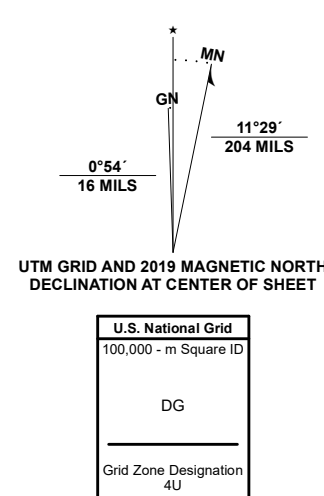 ★
MN
GN
11°29´
204 MILS
0°54´
16 MILS
UTM GRID AND 2019 MAGNETIC NORTH
DECLINATION AT CENTER OF SHEET
U.S. National Grid
100,000 - m Square ID
DG
Grid Zone Designation
4U